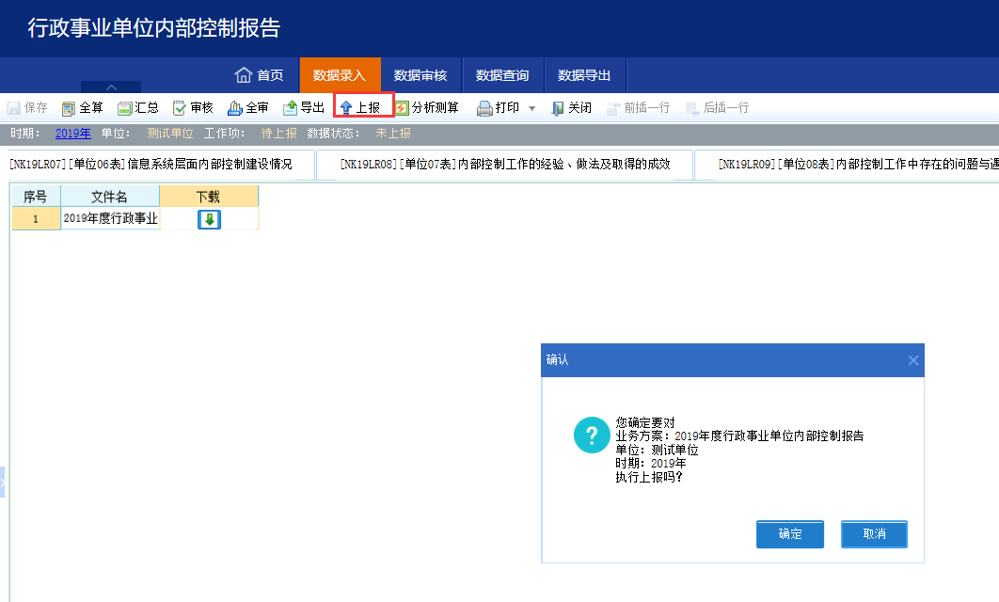 行政事业单位内部控制报告
首页 数据录入 数据审核 数据查询 数据导出
保存 全算 汇总 审核 全审 导出 上报 分析测算 打印 关闭 前插一行 后插一行
时期： 2019年 单位： 测试单位 工作项： 待上报 数据状态： 未上报
[NK19LR07][单位06表]信息系统层面内部控制建设情况 [NK19LR08][单位07表]内部控制工作的经验、做法及取得的成效 [NK19LR09][单位08表]内部控制工作中存在的问题与遇
序号 文件名 下载
1 2019年度行政事业
确认
?
您确定要对
业务方案：2019年度行政事业单位内部控制报告
单位：测试单位
时期：2019年
执行上报吗?
确定 取消